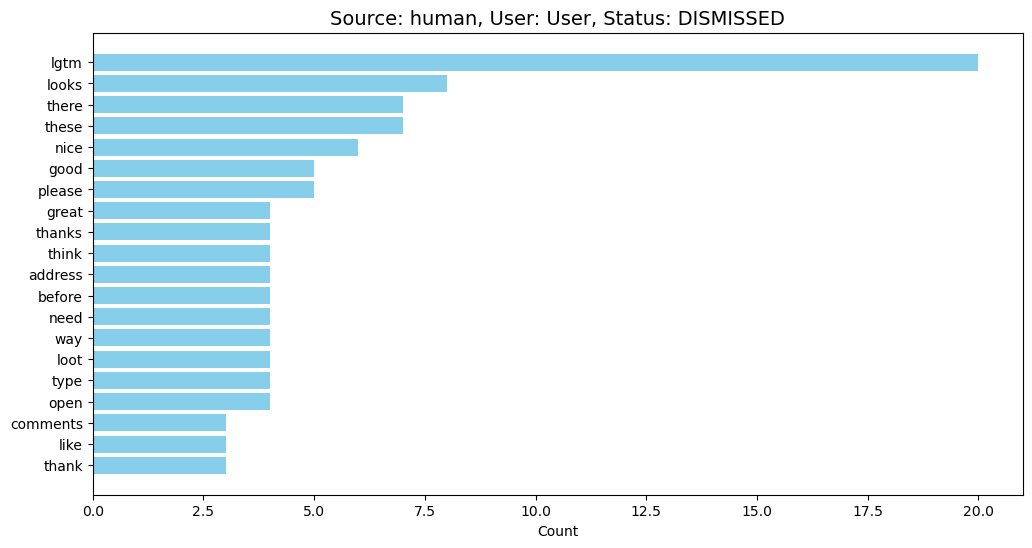 Source: human, User: User, Status: DISMISSED
lgtm
looks
there
these
nice
good
please
great
thanks
think
address
before
need
way
loot
type
open
comments
like
thank
0.0 2.5 5.0 7.5 10.0 12.5 15.0 17.5 20.0
Count